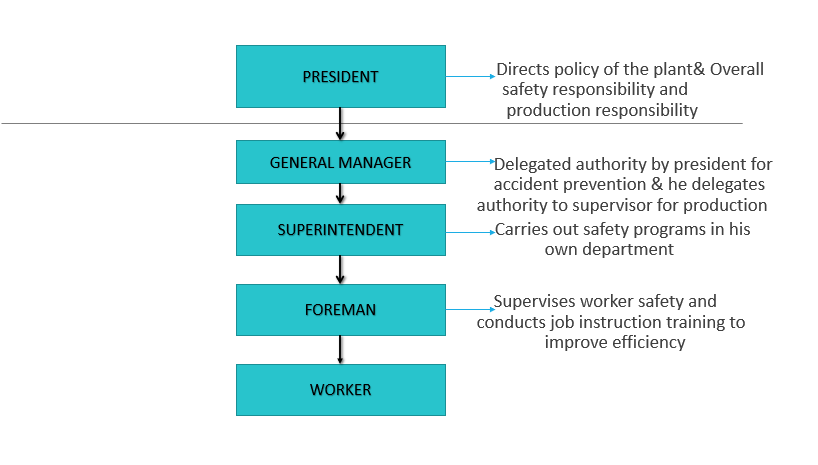 PRESIDENT
Directs policy of the plant& Overall
safety responsibility and
production responsibility
GENERAL MANAGER
Delegated authority by president for
accident prevention & he delegates
authority to supervisor for production
SUPERINTENDENT
Carries out safety programs in his
own department
FOREMAN
Supervises worker safety and
conducts job instruction training to
improve efficiency
WORKER